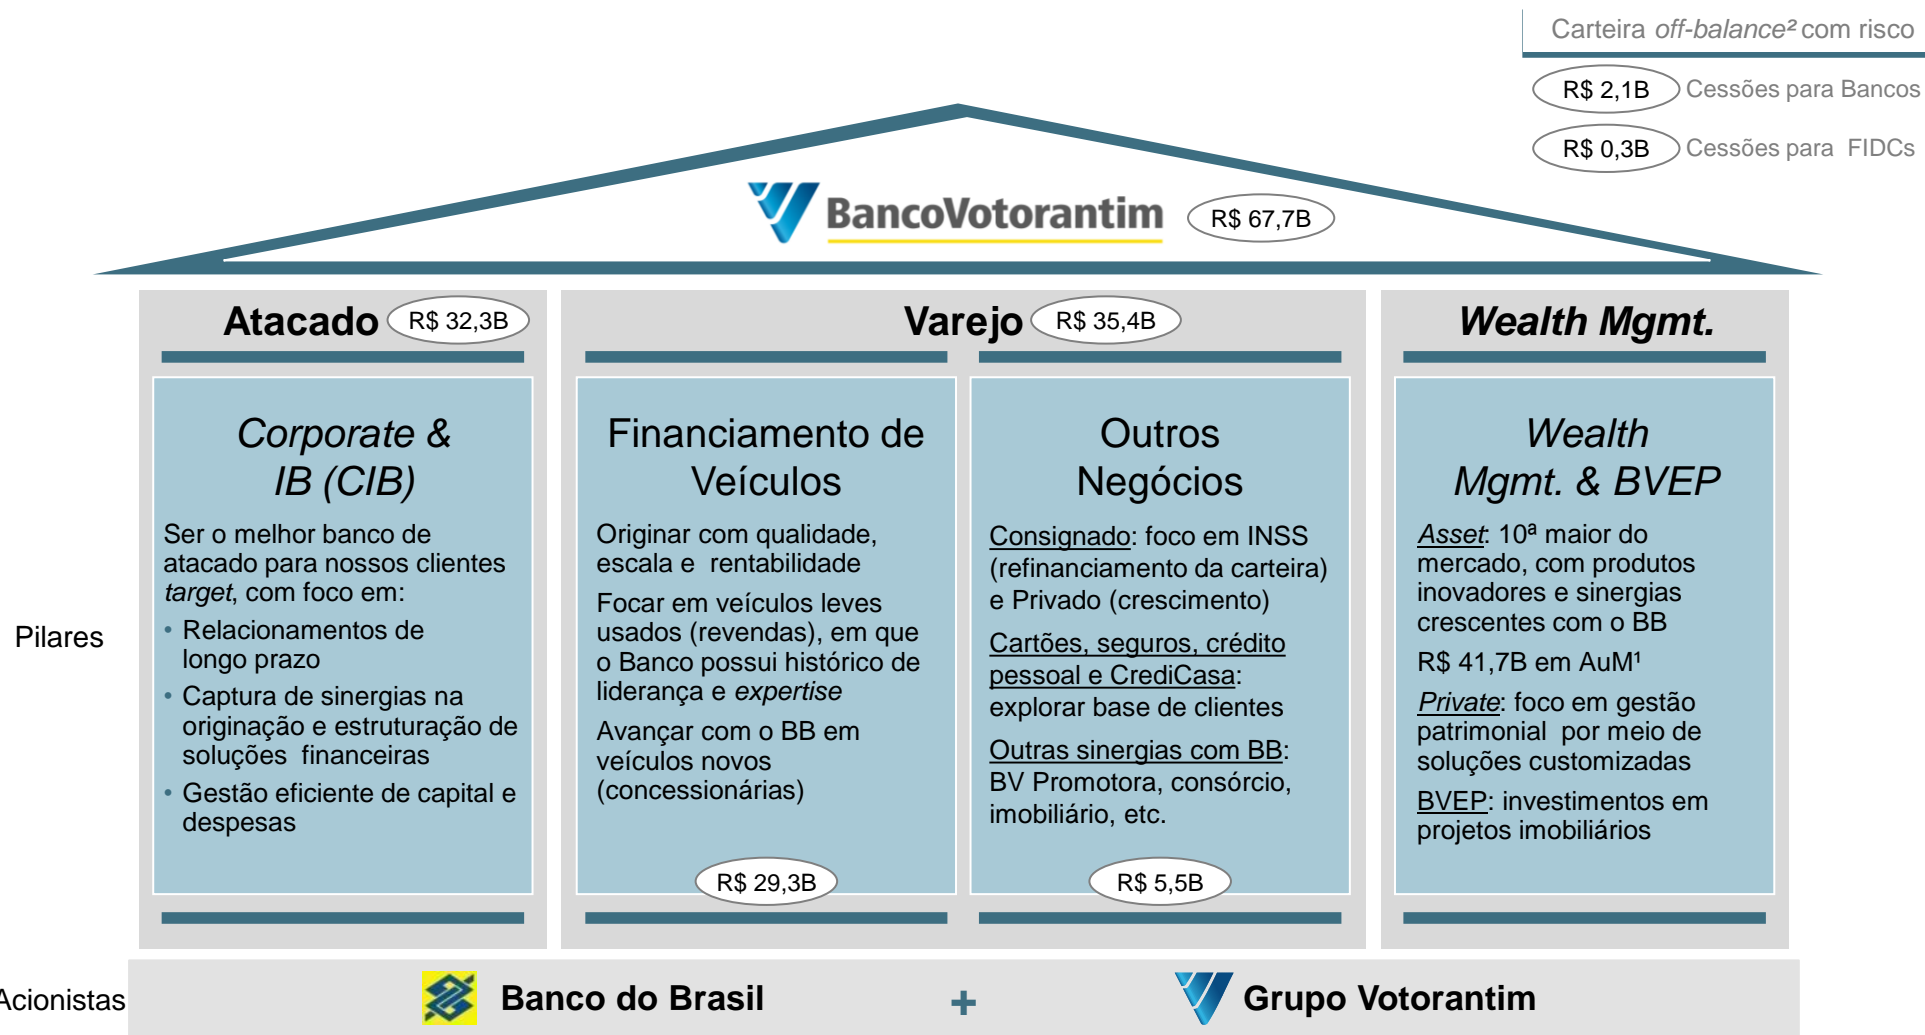 Carteira off-balance² com risco
R$ 2,1B Cessões para Bancos
R$ 0,3B Cessões para FIDCs
BancoVotorantim R$ 67,7B
Atacado R$ 32,3B
Varejo R$ 35,4B
Wealth Mgmt.
Pilares
Corporate &
IB (CIB)
Ser o melhor banco de
atacado para nossos clientes
target, com foco em:
• Relacionamentos de
longo prazo
• Captura de sinergias na
originação e estruturação de
soluções financeiras
• Gestão eficiente de capital e
despesas
Financiamento de
Veículos
Originar com qualidade,
escala e rentabilidade
Focar em veículos leves
usados (revendas), em que
o Banco possui histórico de
liderança e expertise
Avançar com o BB em
veículos novos
(concessionárias)
R$ 29,3B
Outros
Negócios
Consignado: foco em INSS
(refinanciamento da carteira)
e Privado (crescimento)
Cartões, seguros, crédito
pessoal e CrediCasa:
explorar base de clientes
Outras sinergias com BB:
BV Promotora, consórcio,
imobiliário, etc.
R$ 5,5B
Wealth
Mgmt. & BVEP
Asset: 10ª maior do
mercado, com produtos
inovadores e sinergias
crescentes com o BB
R$ 41,7B em AuM¹
Private: foco em gestão
patrimonial por meio de
soluções customizadas
BVEP: investimentos em
projetos imobiliários
Acionistas
Banco do Brasil + Grupo Votorantim